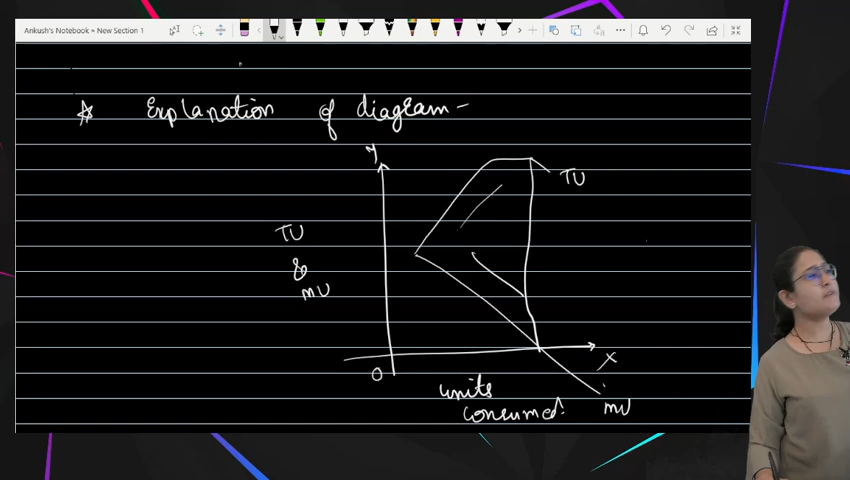 Ankush's Notebook > New Section 1
☆ Explanation of diagram -
Y
TU
TU
&
MU
X
O
units
consumed.
MU